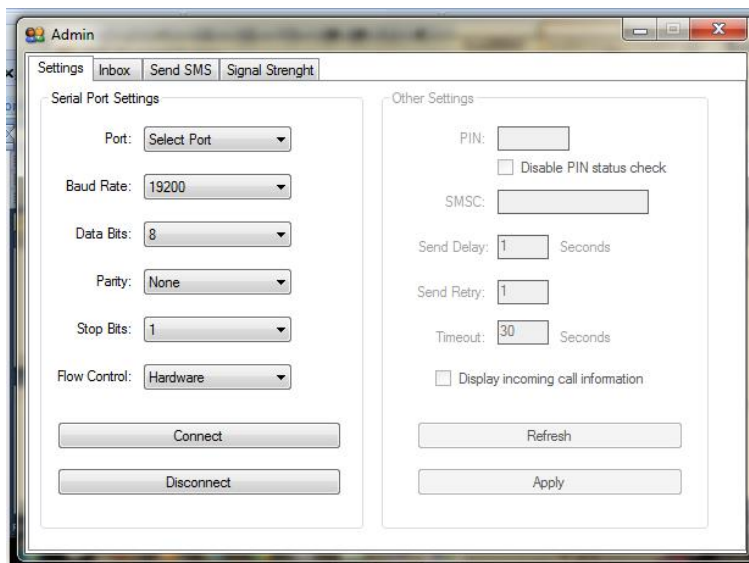 Admin
Settings Inbox Send SMS Signal Strenght
Serial Port Settings
Port: Select Port
Baud Rate: 19200
Data Bits: 8
Parity: None
Stop Bits: 1
Flow Control: Hardware
Connect
Disconnect
Other Settings
PIN:
Disable PIN status check
SMSC:
Send Delay: 1 Seconds
Send Retry: 1
Timeout: 30 Seconds
Display incoming call information
Refresh
Apply